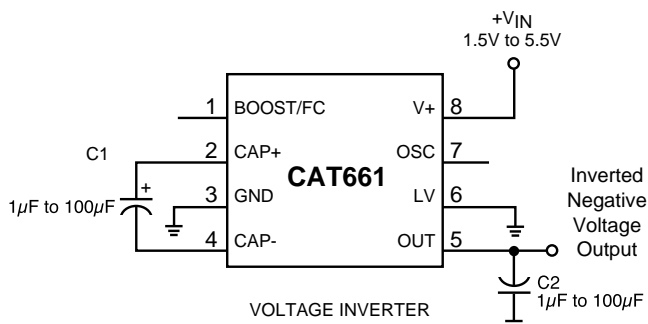 +VIN
1.5V to 5.5V
1 BOOST/FC V+ 8
C1
2 CAP+ OSC 7
CAT661
+
1µF to 100µF
3 GND LV 6
4 CAP- OUT 5
Inverted
Negative
Voltage
Output
C2
1µF to 100µF
VOLTAGE INVERTER